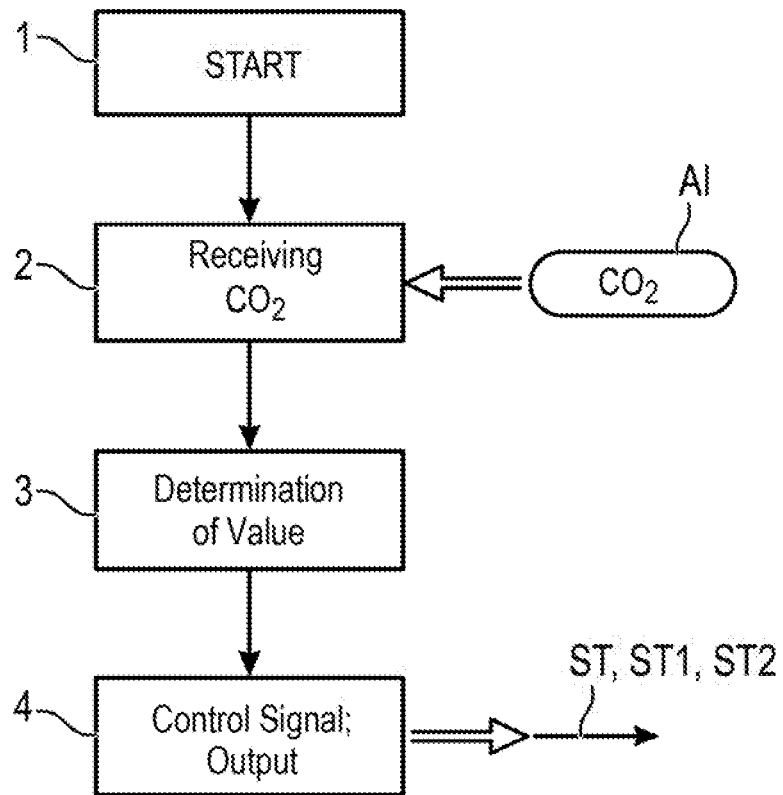 1
START
AI
2
Receiving
CO₂
CO₂
3
Determination
of Value
ST, ST1, ST2
4
Control Signal;
Output